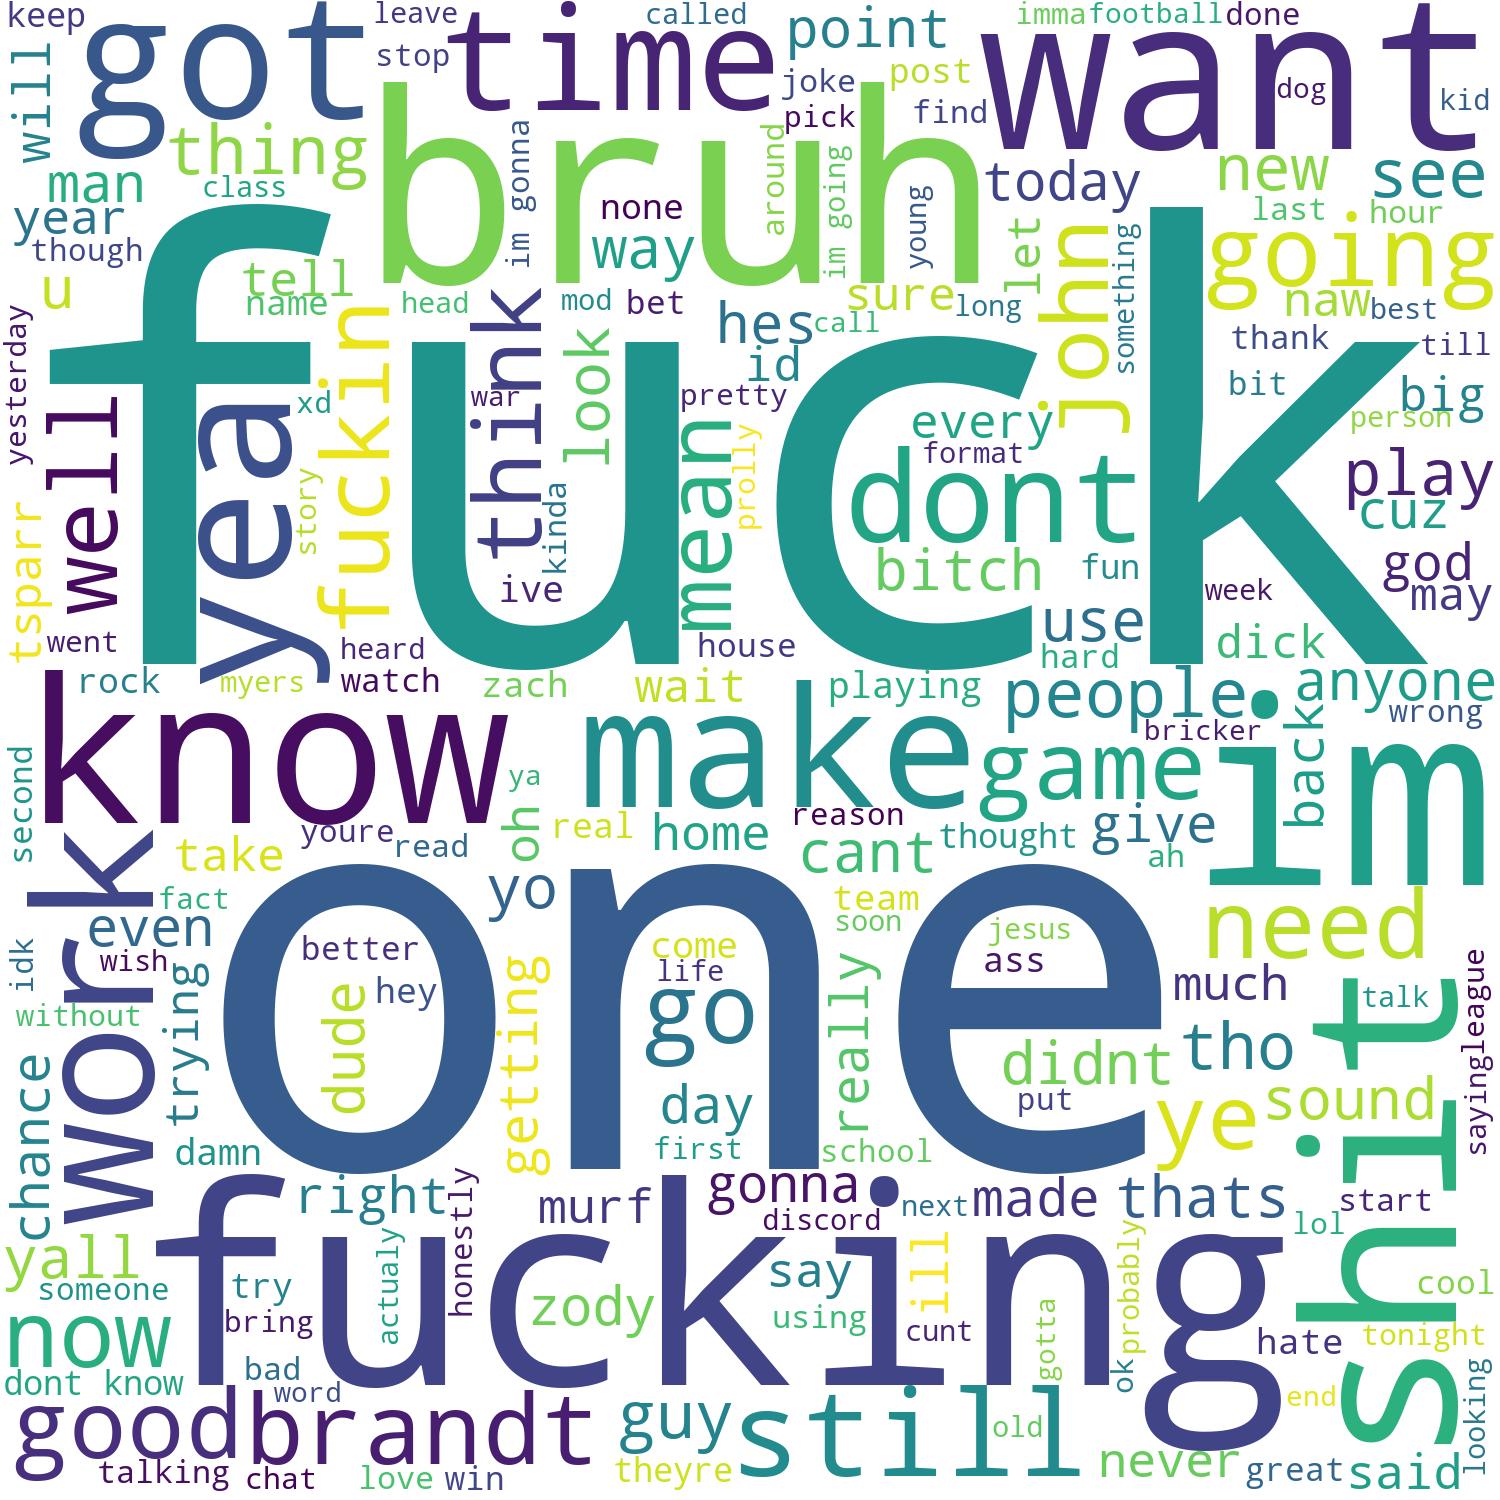 keep
leave
called
imma
football
done
got
time
point
want
stop
joke
post
dog
kid
will
bruh
pick
find
thing
im gonna
around
im going
man
class
none
today
new
see
year
young
last
hour
though
way
let
john
something
going
u
tell
name
head
think
mod
bet
sure
long
naw
best
fuck
yesterday
fuckin
look
hes
call
thank
till
id
yea
xd
war
pretty
bit
big
well
every
person
mean
prolly
format
dont
play
story
kinda
cuz
tsparr
bitch
fun
god
ive
week
may
went
heard
house
use
hard
dick
rock
myers
watch
zach
wait
playing
people
anyone
know
make
bricker
wrong
second
game
im
back
ya
work
youre
read
oh
real
home
reason
cant
thought
give
ah
take
fact
yo
team
need
even
one
soon
idk
wish
better
come
jesus
ass
trying
hey
life
much
talk
without
dude
getting
go
really
shit
sayingleague
tho
chance
didnt
day
put
sound
ye
damn
first
school
right
honestly
murf
gonna
discord
next
made
thats
start
lol
fucking
yall
actualy
say
ill
probably
someone
try
zody
using
cool
now
bring
cunt
gotta
hate
tonight
dont know
bad
word
ok
end
looking
good
brandt
guy
still
old
talking
chat
love
win
theyre
never
great
said